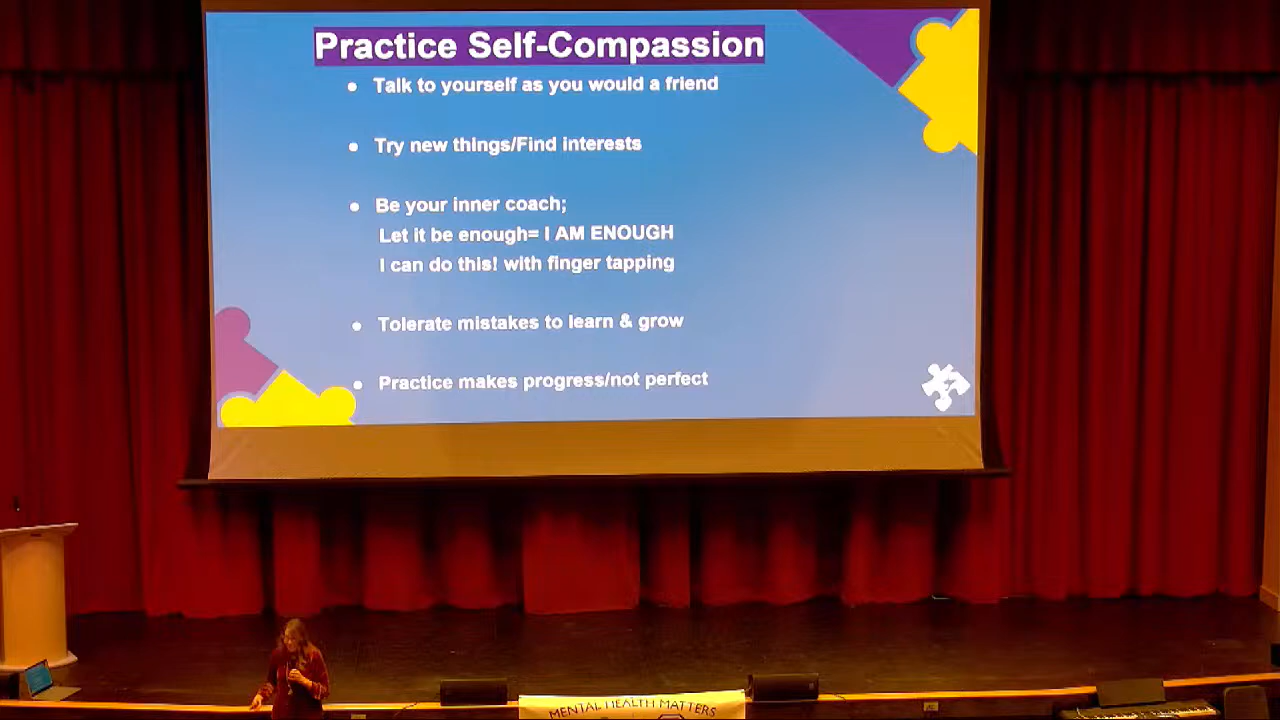 Practice Self-Compassion
● Talk to yourself as you would a friend
● Try new things/Find interests
● Be your inner coach;
Let it be enough= I AM ENOUGH
I can do this! with finger tapping
● Tolerate mistakes to learn & grow
● Practice makes progress/not perfect
MENTAL HEALTH MATTERS